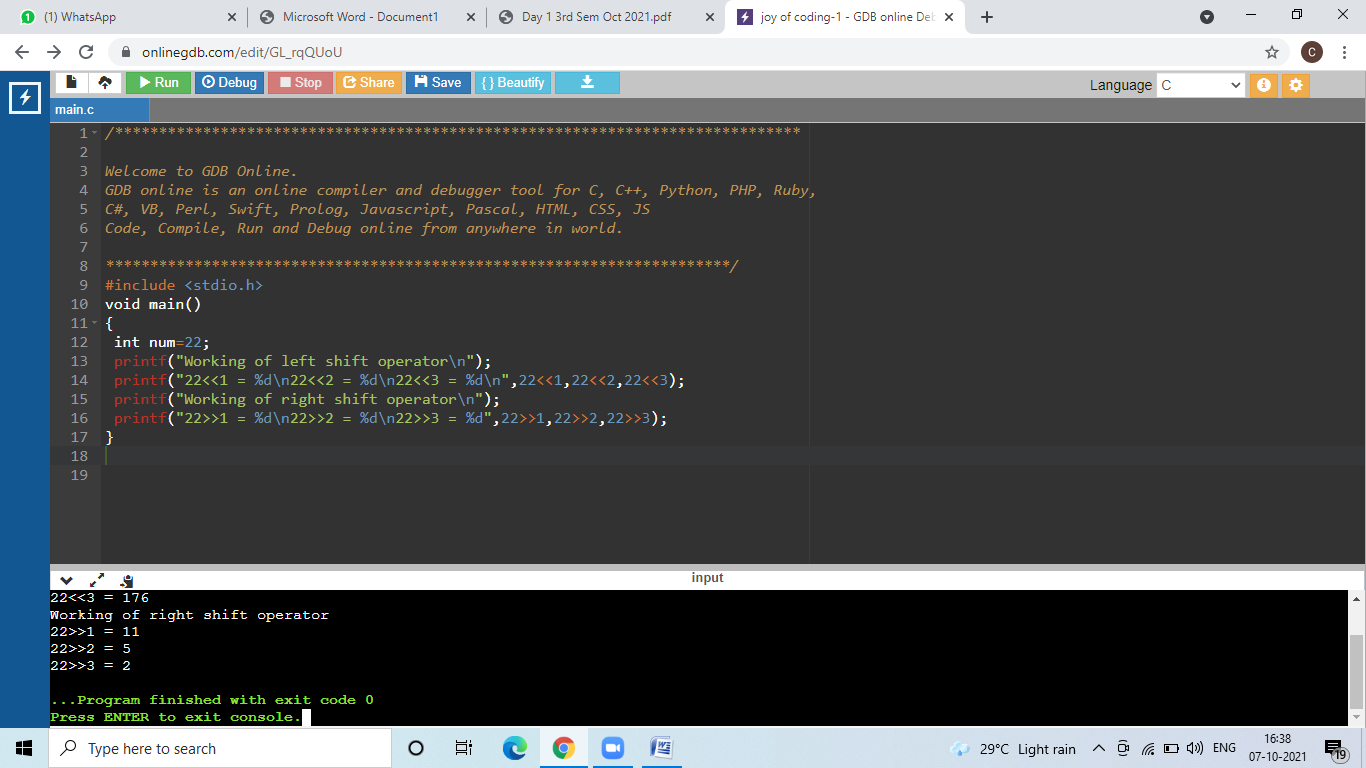 (1) WhatsApp
Microsoft Word - Document1
Day 1 3rd Sem Oct 2021.pdf
joy of coding-1 - GDB online Deb
onlinegdb.com/edit/GL_rqQUoU
C
Run
Debug
Stop
Share
Save
{ } Beautify
Language C
main.c
1 /******************************************************************************
2
3 Welcome to GDB Online.
4 GDB online is an online compiler and debugger tool for C, C++, Python, PHP, Ruby,
5 C#, VB, Perl, Swift, Prolog, Javascript, Pascal, HTML, CSS, JS
6 Code, Compile, Run and Debug online from anywhere in world.
7
8 ***********************************************************************/
9 #include <stdio.h>
10 void main()
11 {
12 int num=22;
13 printf("Working of left shift operator\n");
14 printf("22<<1 = %d\n22<<2 = %d\n22<<3 = %d\n",22<<1,22<<2,22<<3);
15 printf("Working of right shift operator\n");
16 printf("22>>1 = %d\n22>>2 = %d\n22>>3 = %d",22>>1,22>>2,22>>3);
17 }
18
19
input
22<<3 = 176
Working of right shift operator
22>>1 = 11
22>>2 = 5
22>>3 = 2
...Program finished with exit code 0
Press ENTER to exit console.
Type here to search
29°C Light rain
ENG
16:38
07-10-2021
19